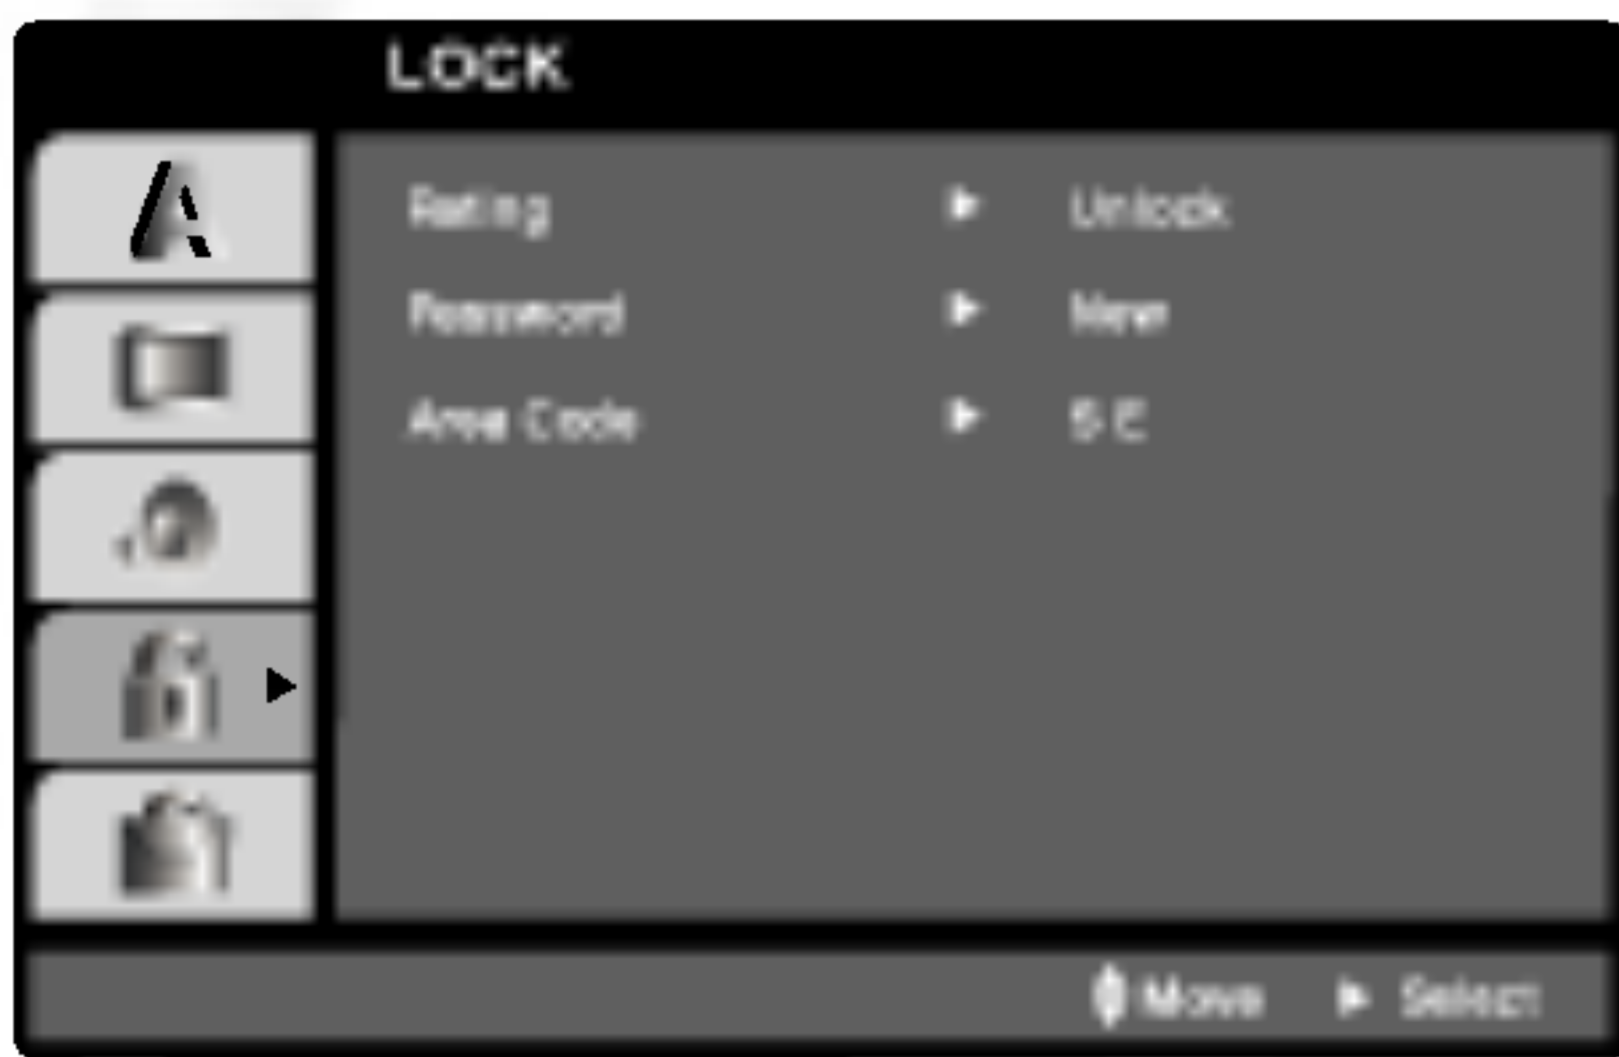 LOCK
Rating ▶ Unlock
Password ▶ New
Area Code ▶ S E
Move ▶ Select